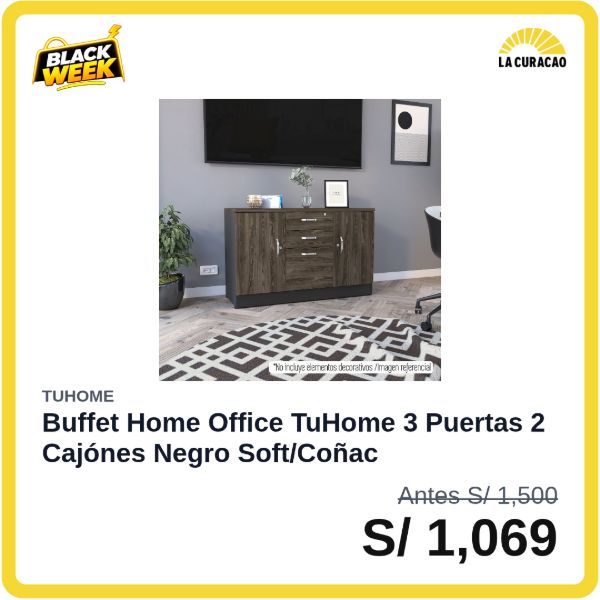 BLACK
WEEK
LA CURACAO
*No incluye elementos decorativos /Imagen referencial
TUHOME
Buffet Home Office TuHome 3 Puertas 2
Cajónes Negro Soft/Coñac
Antes S/ 1,500
S/ 1,069